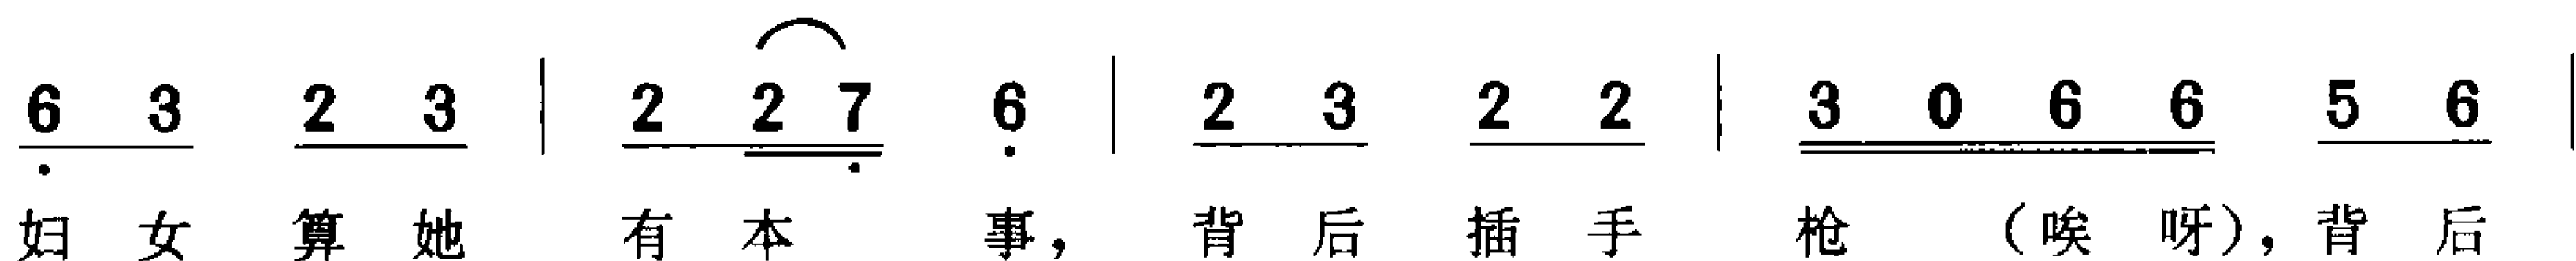 6 3 2 3 | 2 2 7 6 | 2 3 2 2 | 3 0 6 6 5 6 |
妇女算她有本事，背后插手枪（唉呀），背后